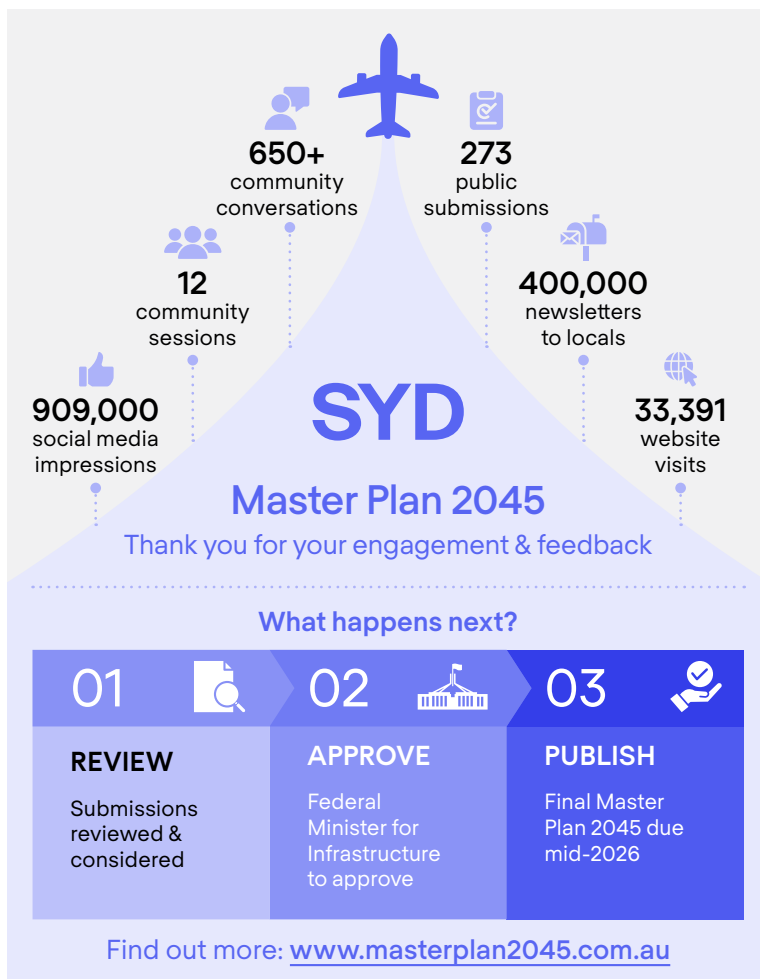 650+
community
conversations
273
public
submissions
12
community
sessions
400,000
newsletters
to locals
909,000
social media
impressions
33,391
website
visits
SYD
Master Plan 2045
Thank you for your engagement & feedback
What happens next?
01
REVIEW
Submissions
reviewed &
considered
02
APPROVE
Federal
Minister for
Infrastructure
to approve
03
PUBLISH
Final Master
Plan 2045 due
mid-2026
Find out more: www.masterplan2045.com.au